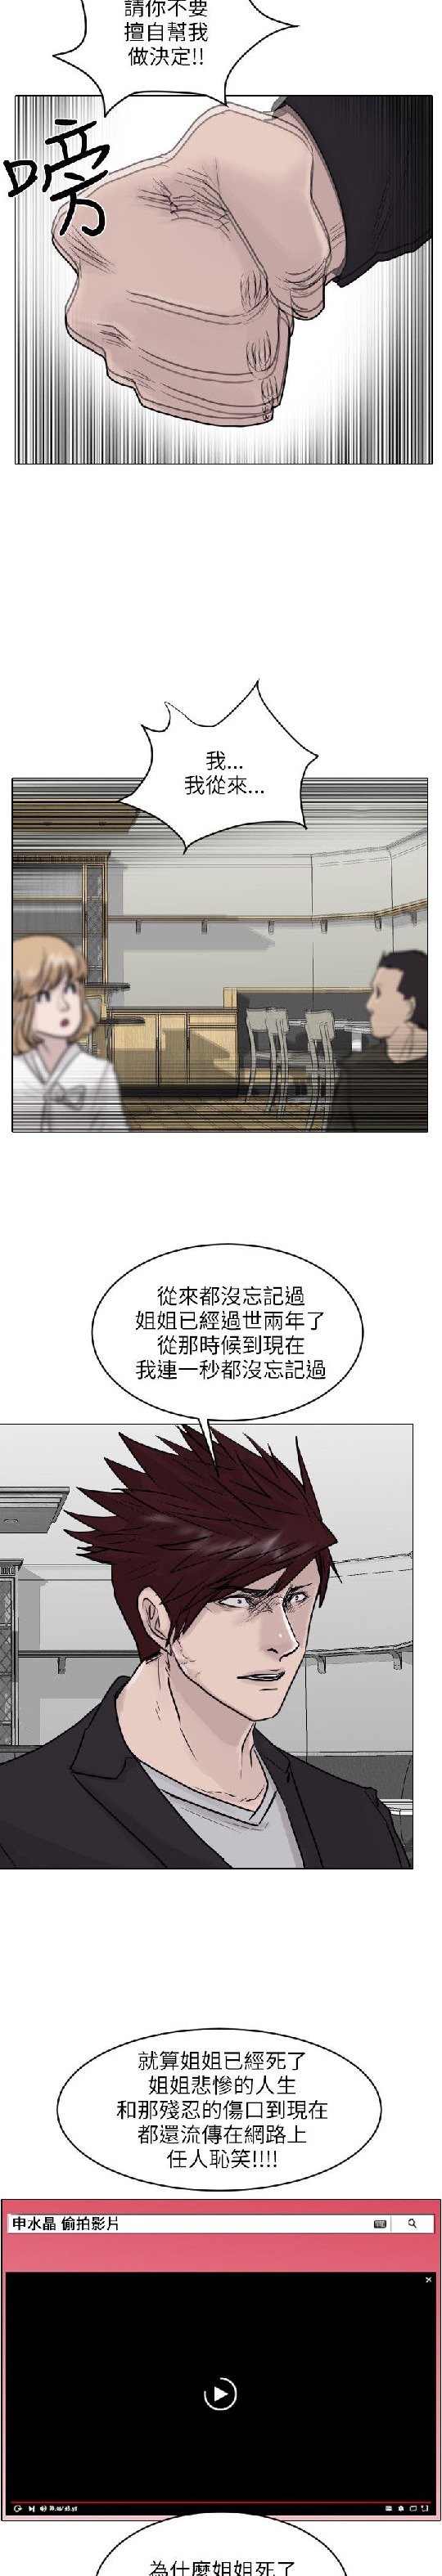 請你不要
擅自幫我
做決定!!
嗙
我...
我從來...
從來都沒忘記過
姐姐已經過世兩年了
從那時候到現在
我連一秒都沒忘記過
就算姐姐已經死了
姐姐悲慘的人生
和那殘忍的傷口到現在
都還流傳在網路上
任人恥笑!!!!
申水晶 偷拍影片
為什麼姐姐死了